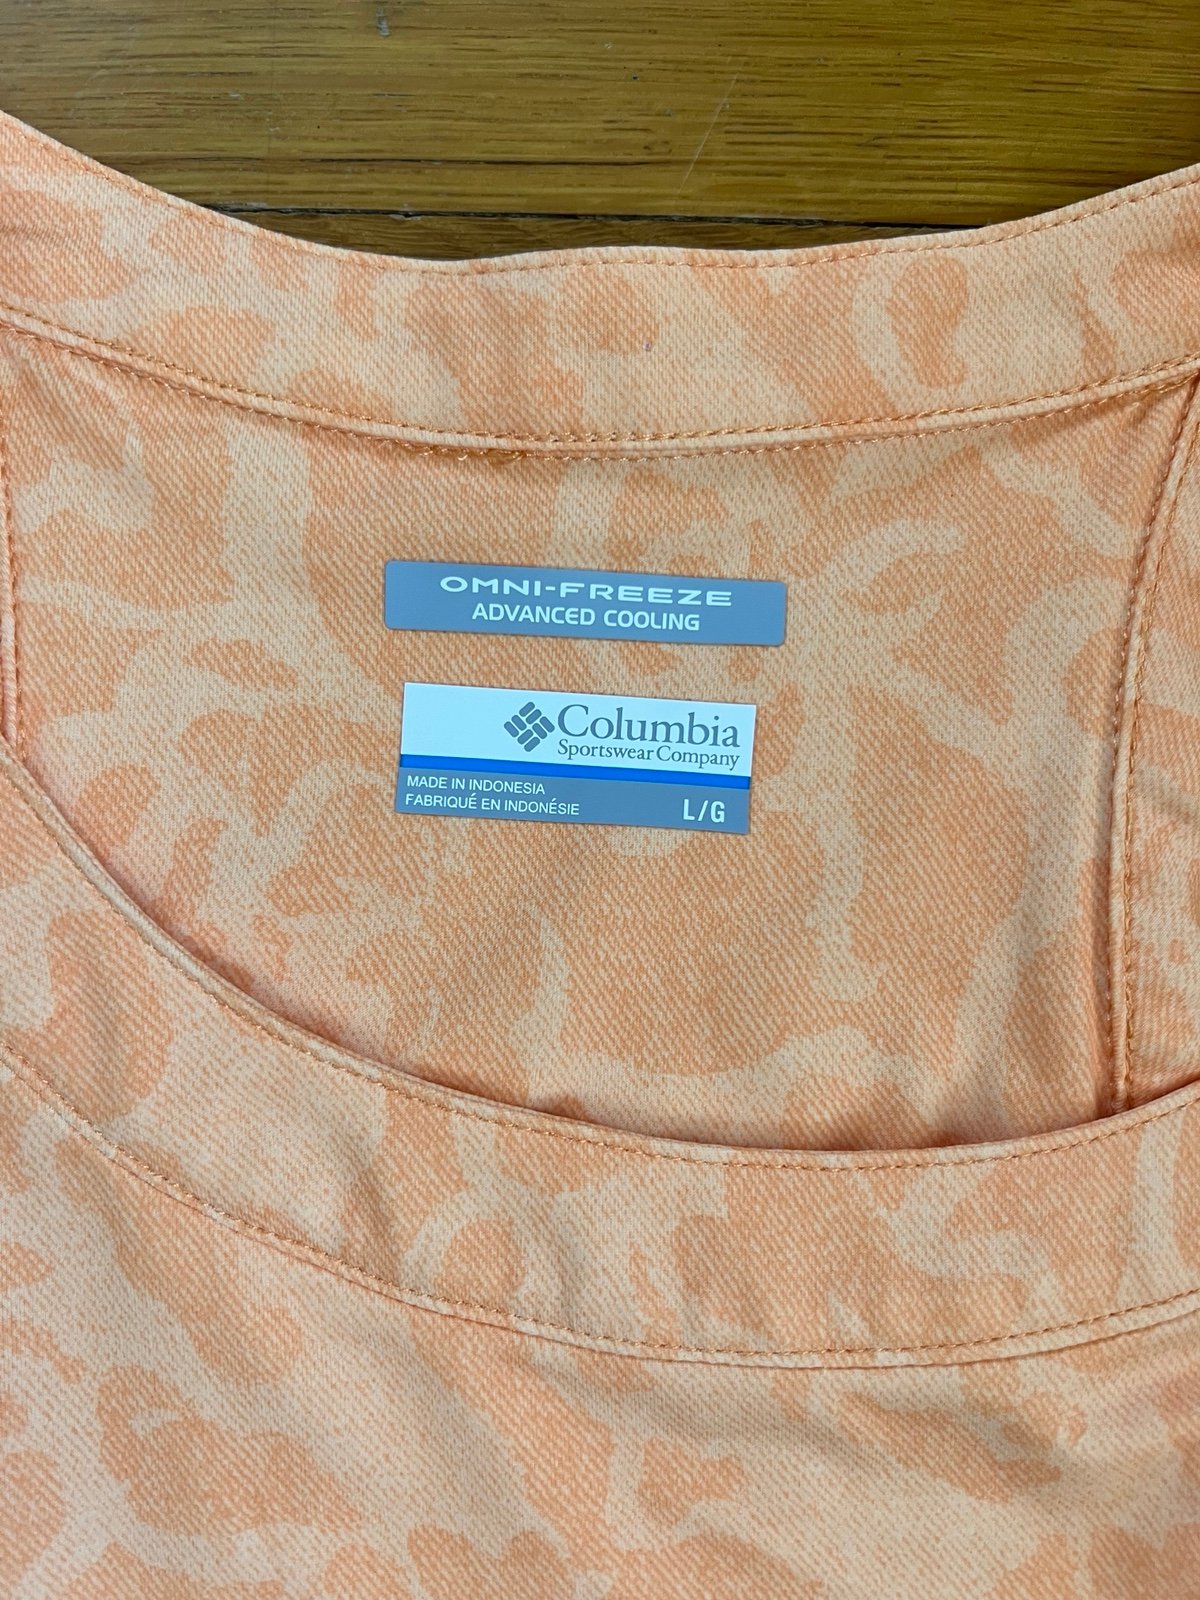 OMNI-FREEZE
ADVANCED COOLING
Columbia
Sportswear Company
MADE IN INDONESIA
FABRIQUÉ EN INDONÉSIE
L/G